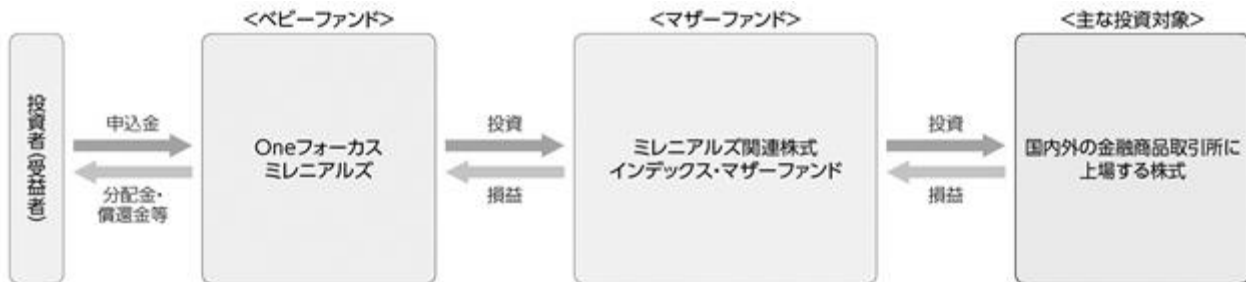 <ベビーファンド>
<マザーファンド>
<主な投資対象>
投資者(受益者)
申込金
分配金・
償還金等
Oneフォーカス
ミレニアルズ
投資
損益
ミレニアルズ関連株式
インデックス・マザーファンド
投資
損益
国内外の金融商品取引所に
上場する株式